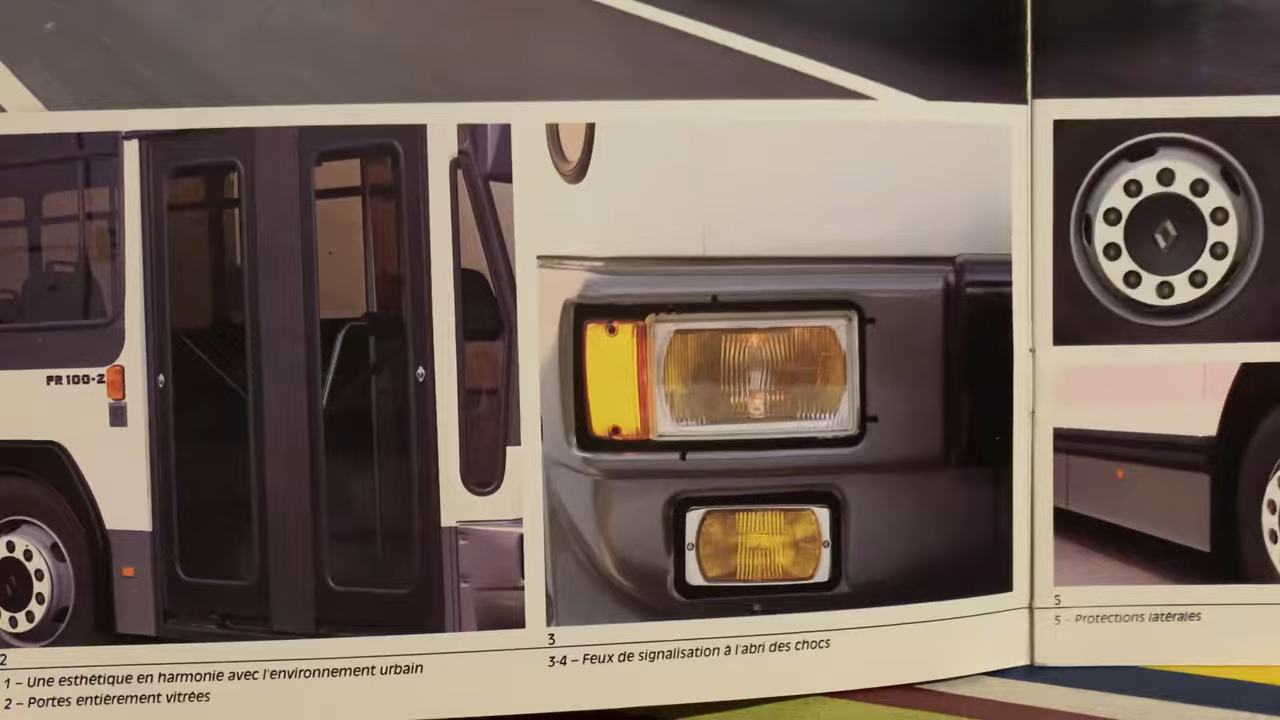 PR 100-2
2
1 – Une esthétique en harmonie avec l'environnement urbain
2 – Portes entièrement vitrées
3
3-4 – Feux de signalisation à l'abri des chocs
5
5 – Protections latérales